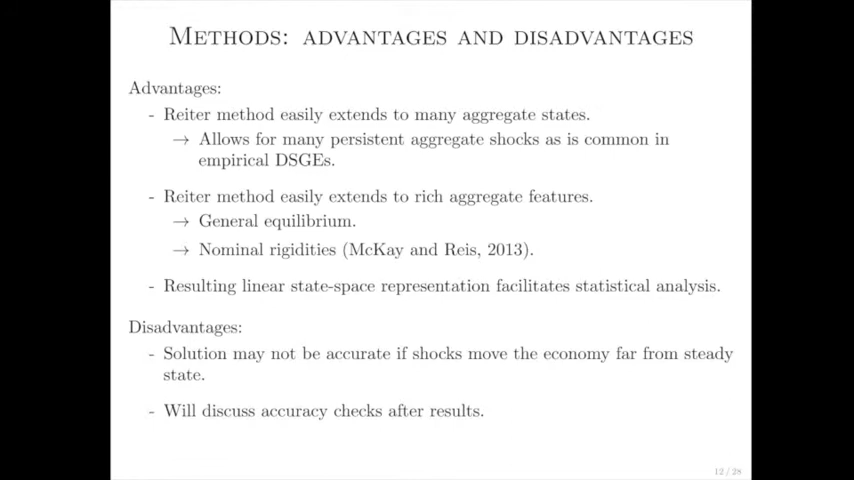 Methods: advantages and disadvantages
Advantages:
- Reiter method easily extends to many aggregate states.
→ Allows for many persistent aggregate shocks as is common in
empirical DSGEs.
- Reiter method easily extends to rich aggregate features.
→ General equilibrium.
→ Nominal rigidities (McKay and Reis, 2013).
- Resulting linear state-space representation facilitates statistical analysis.
Disadvantages:
- Solution may not be accurate if shocks move the economy far from steady
state.
- Will discuss accuracy checks after results.
12 / 28